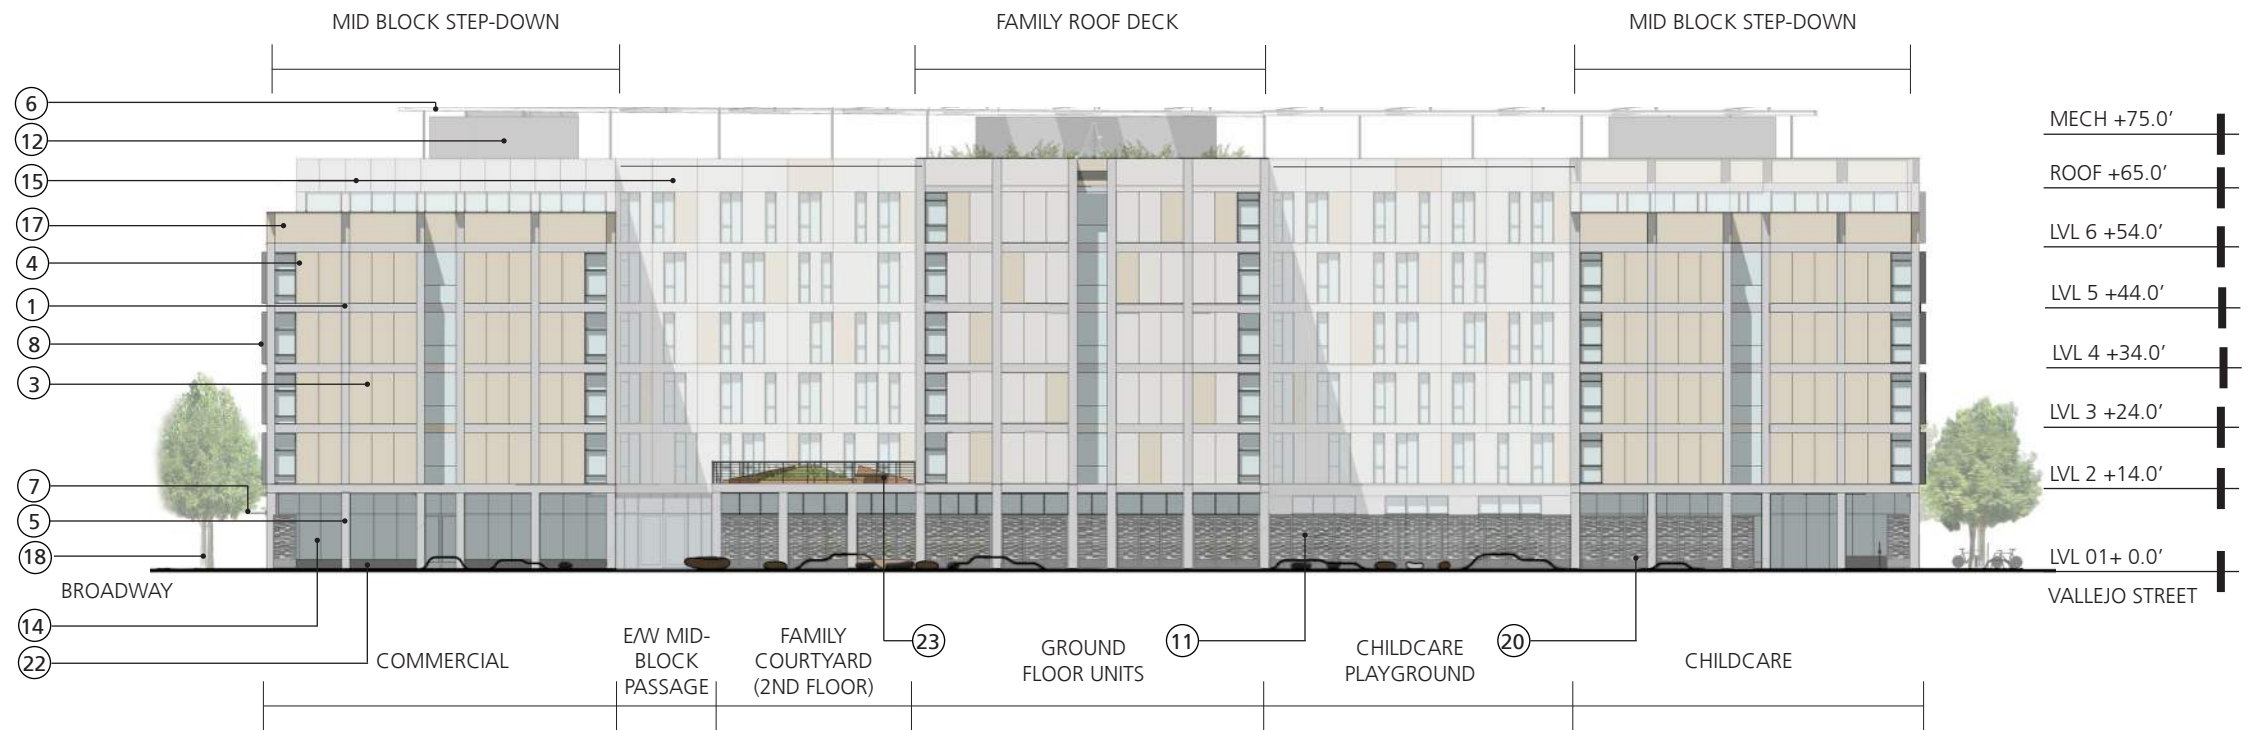 MID BLOCK STEP-DOWN
FAMILY ROOF DECK
MID BLOCK STEP-DOWN
6
12
15
17
4
1
8
3
7
5
18
MECH +75.0’
ROOF +65.0’
LVL 6 +54.0’
LVL 5 +44.0’
LVL 4 +34.0’
LVL 3 +24.0’
LVL 2 +14.0’
LVL 01+ 0.0’
BROADWAY
VALLEJO STREET
14
22
COMMERCIAL
E/W MID-
BLOCK
PASSAGE
FAMILY
COURTYARD
(2ND FLOOR)
23
GROUND
FLOOR UNITS
11
CHILDCARE
PLAYGROUND
20
CHILDCARE